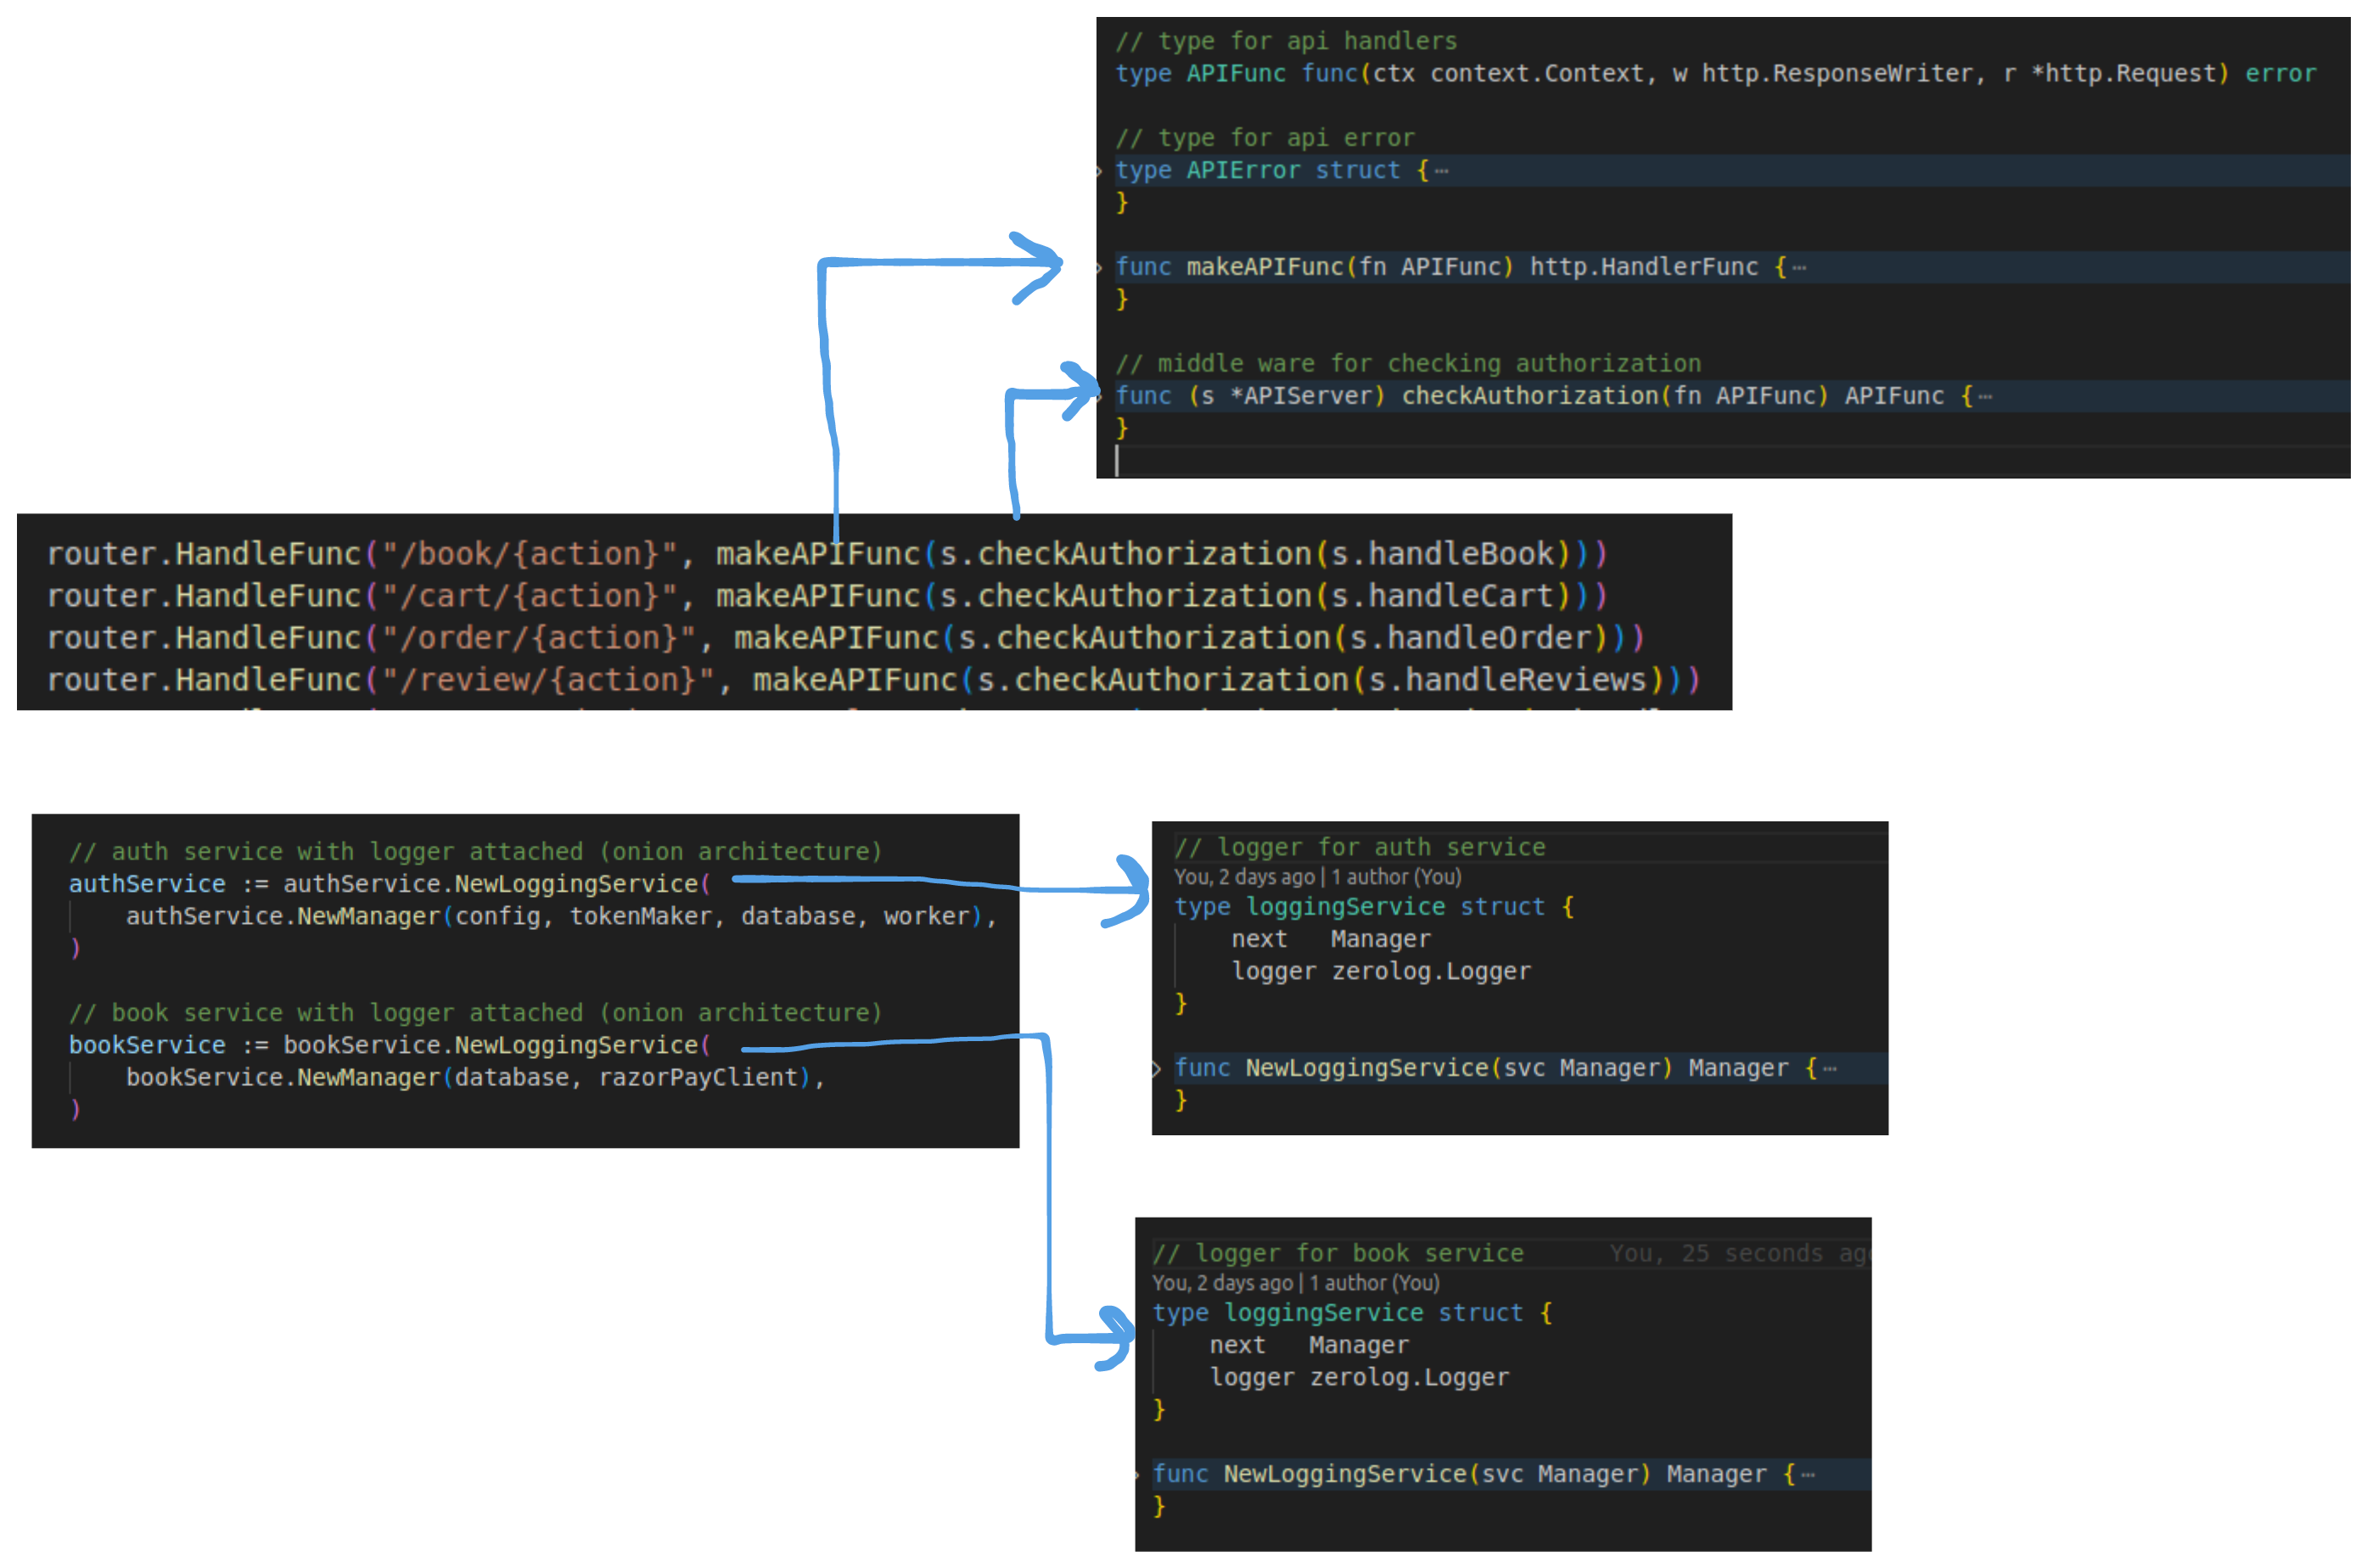 // type for api handlers
type APIFunc func(ctx context.Context, w http.ResponseWriter, r *http.Request) error
// type for api error
type APIError struct {⋯
}
func makeAPIFunc(fn APIFunc) http.HandlerFunc {⋯
}
// middle ware for checking authorization
func (s *APIServer) checkAuthorization(fn APIFunc) APIFunc {⋯
}
router.HandleFunc("/book/{action}", makeAPIFunc(s.checkAuthorization(s.handleBook)))
router.HandleFunc("/cart/{action}", makeAPIFunc(s.checkAuthorization(s.handleCart)))
router.HandleFunc("/order/{action}", makeAPIFunc(s.checkAuthorization(s.handleOrder)))
router.HandleFunc("/review/{action}", makeAPIFunc(s.checkAuthorization(s.handleReviews)))
// auth service with logger attached (onion architecture)
authService := authService.NewLoggingService(
authService.NewManager(config, tokenMaker, database, worker),
)
// book service with logger attached (onion architecture)
bookService := bookService.NewLoggingService(
bookService.NewManager(database, razorPayClient),
)
// logger for auth service
You, 2 days ago | 1 author (You)
type loggingService struct {
next Manager
logger zerolog.Logger
}
func NewLoggingService(svc Manager) Manager {⋯
}
// logger for book service You, 25 seconds ago
You, 2 days ago | 1 author (You)
type loggingService struct {
next Manager
logger zerolog.Logger
}
func NewLoggingService(svc Manager) Manager {⋯
}